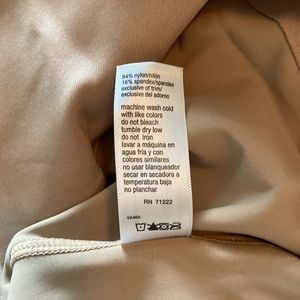 84% nylon/nilón
16% spandex/spandex
exclusive of trim/
exclusivo del adorno
machine wash cold
with like colors
do not bleach
tumble dry low
do not iron
lavar a máquina en
agua fría y con
colores similares
no usar blanqueador
secar en secadora a
temperatura baja
no planchar
RN 71222